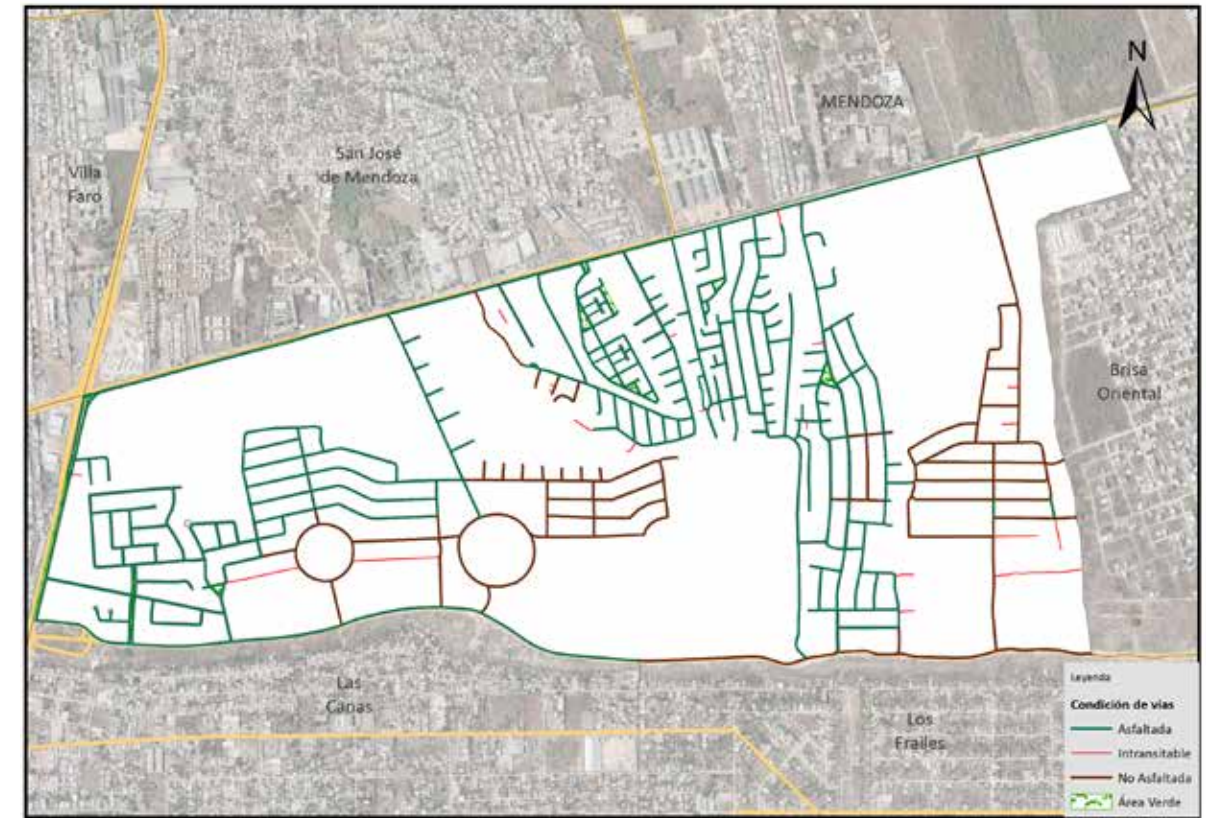 N
MENDOZA
San José
de Mendoza
Villa
Faro
Brisa
Oriental
Las
Cañas
Los
Frailes
Leyenda
Condición de vías
Asfaltada
Intransitable
No Asfaltada
Área Verde